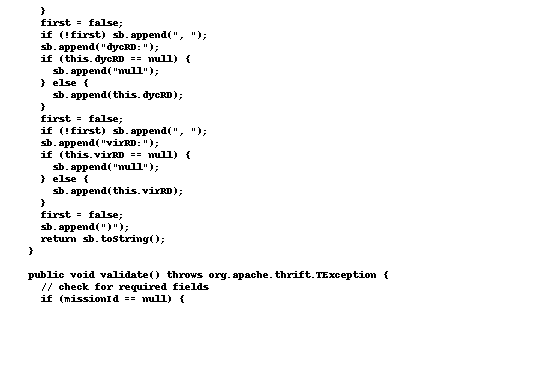 }
first = false;
if (!first) sb.append(", ");
sb.append("dycRD:");
if (this.dycRD == null) {
sb.append("null");
} else {
sb.append(this.dycRD);
}
first = false;
if (!first) sb.append(", ");
sb.append("virRD:");
if (this.virRD == null) {
sb.append("null");
} else {
sb.append(this.virRD);
}
first = false;
sb.append(")");
return sb.toString();
}
public void validate() throws org.apache.thrift.TException {
// check for required fields
if (missionId == null) {